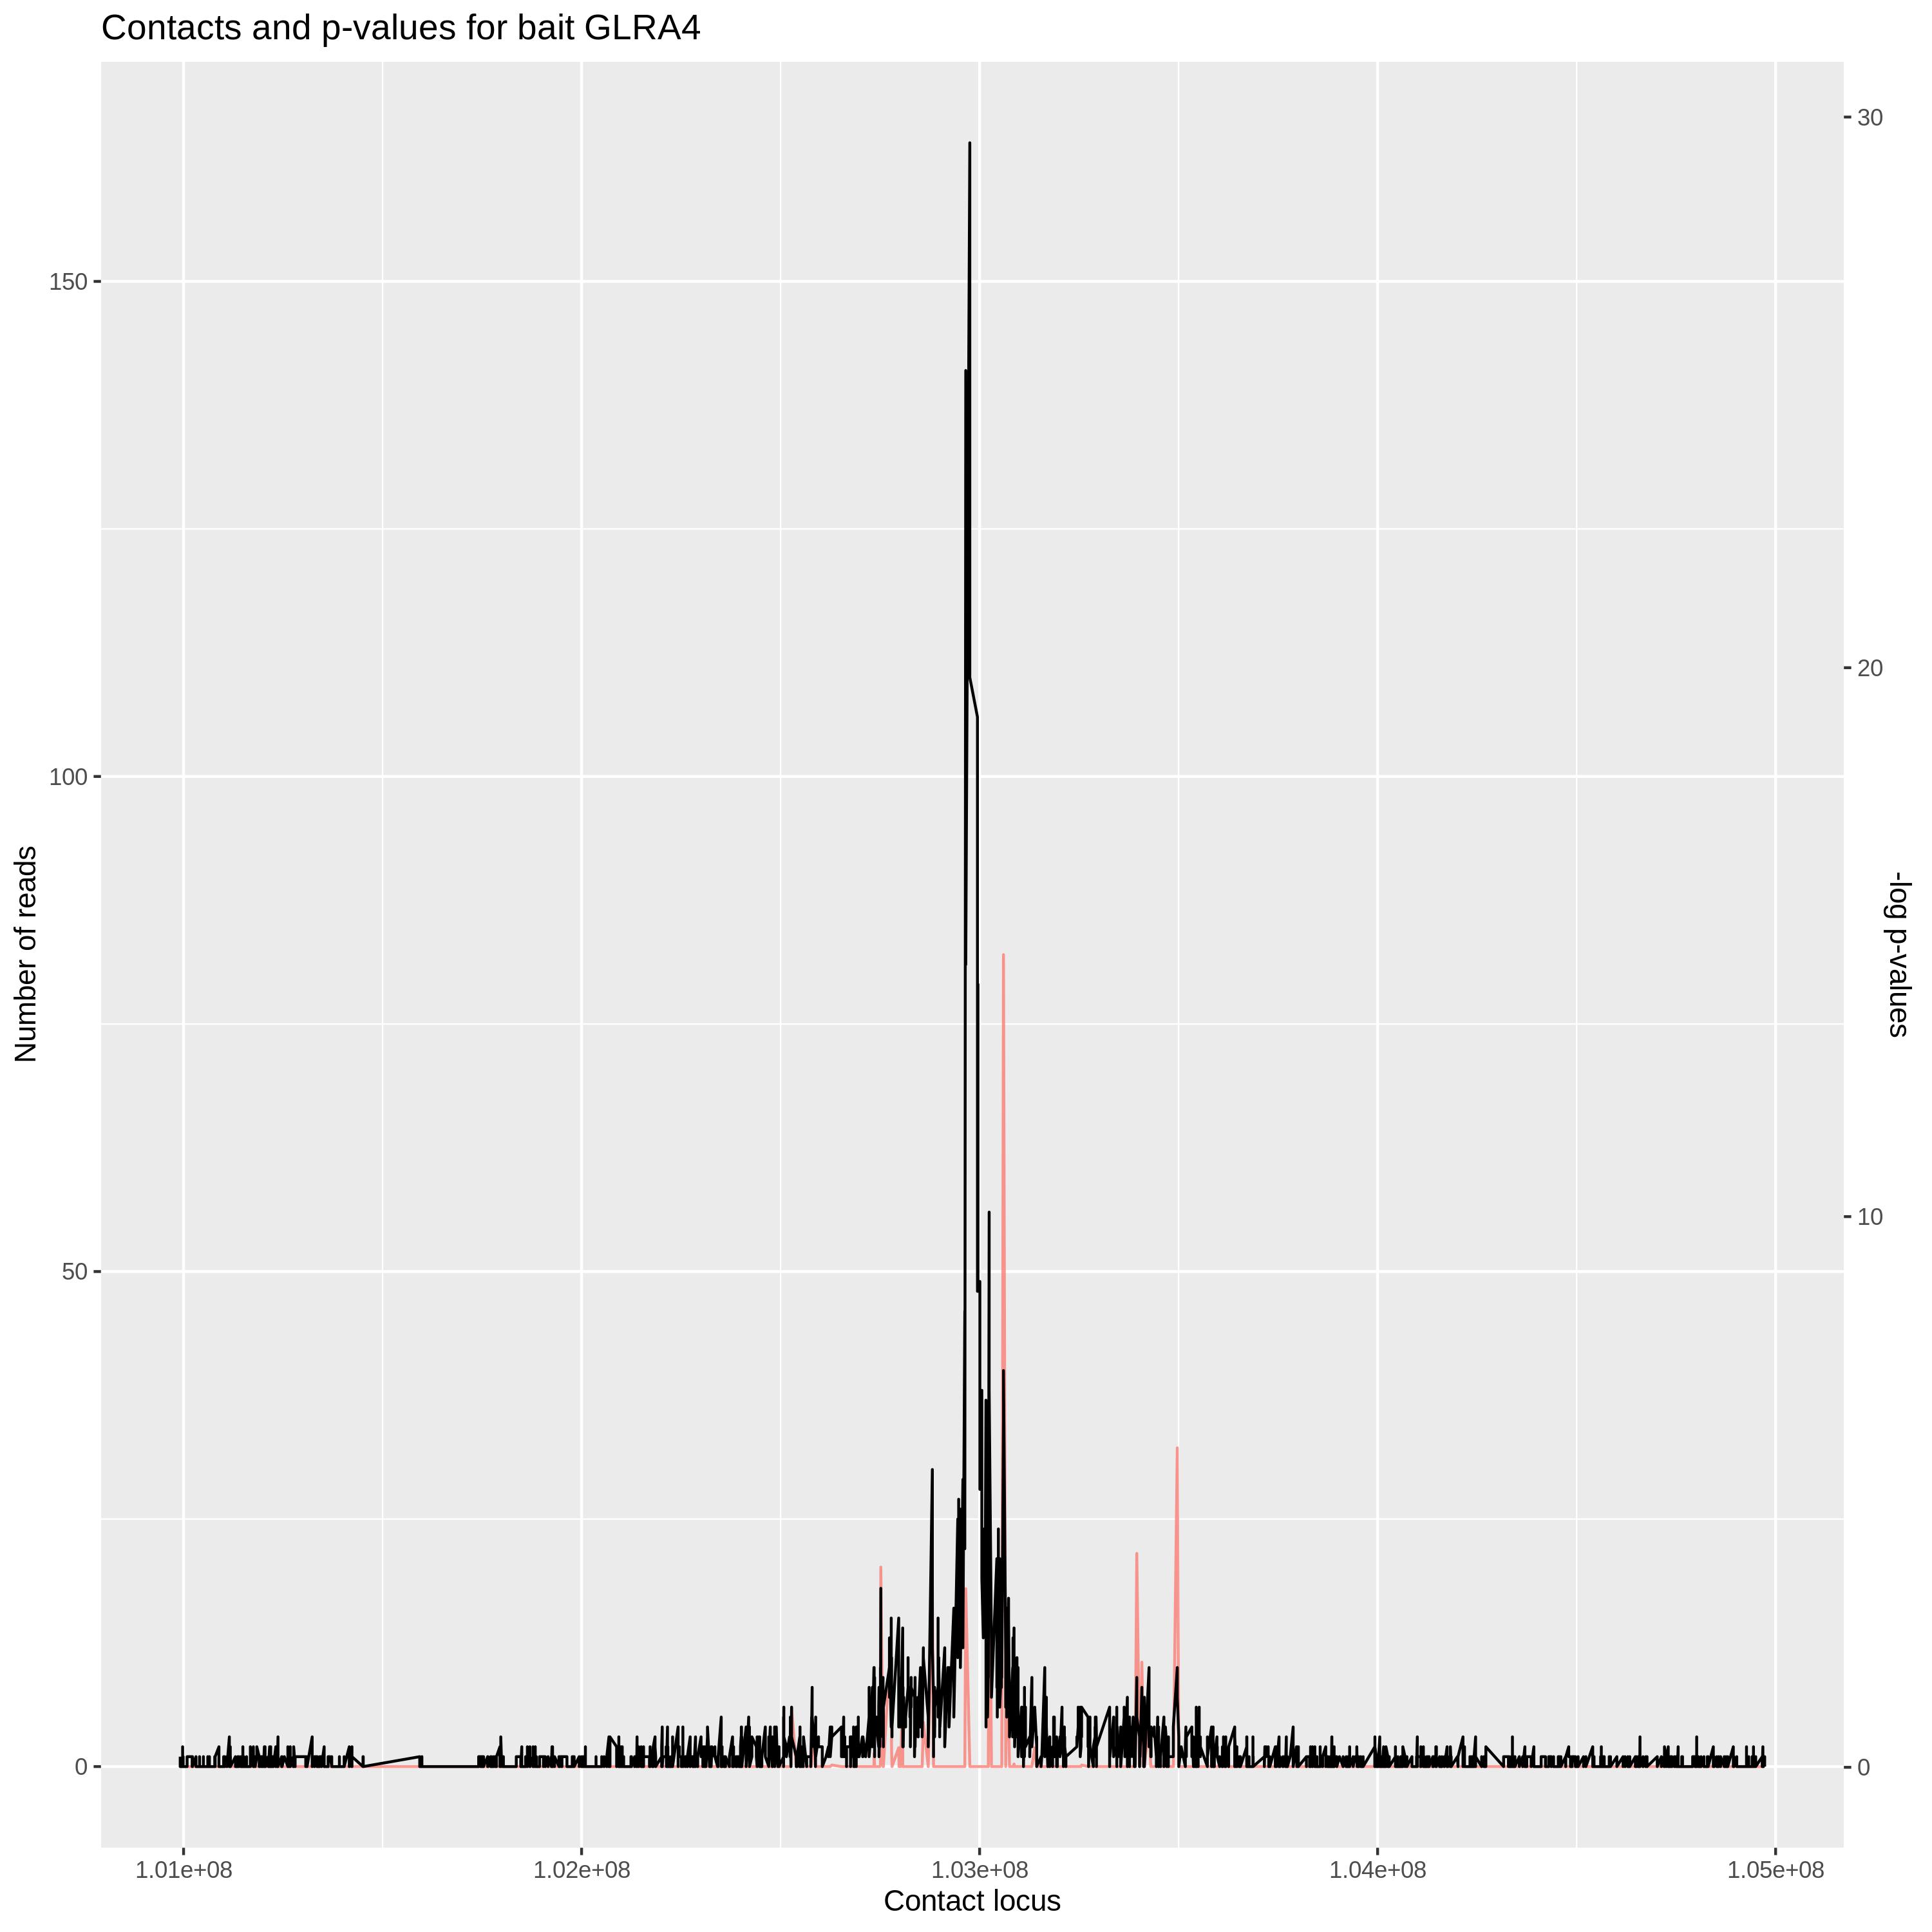 Contacts and p-values for bait GLRA4
30
150
20
100
Number of reads
-log p-values
10
50
0
0
1.01e+08 1.02e+08 1.03e+08 1.04e+08 1.05e+08
Contact locus